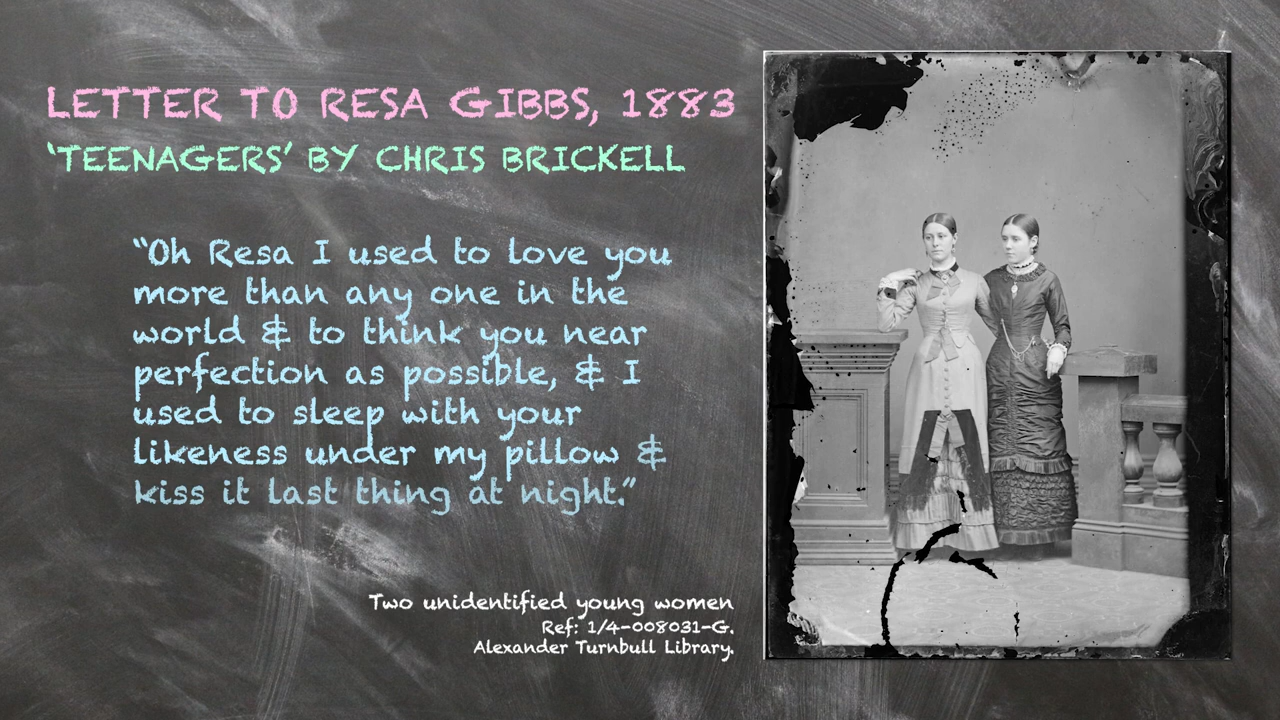 LETTER TO RESA GIBBS, 1883
‘TEENAGERS’ BY CHRIS BRICKELL
“Oh Resa I used to love you
more than any one in the
world & to think you near
perfection as possible, & I
used to sleep with your
likeness under my pillow &
kiss it last thing at night.”
Two unidentified young women
Ref: 1/4-008031-G.
Alexander Turnbull Library.